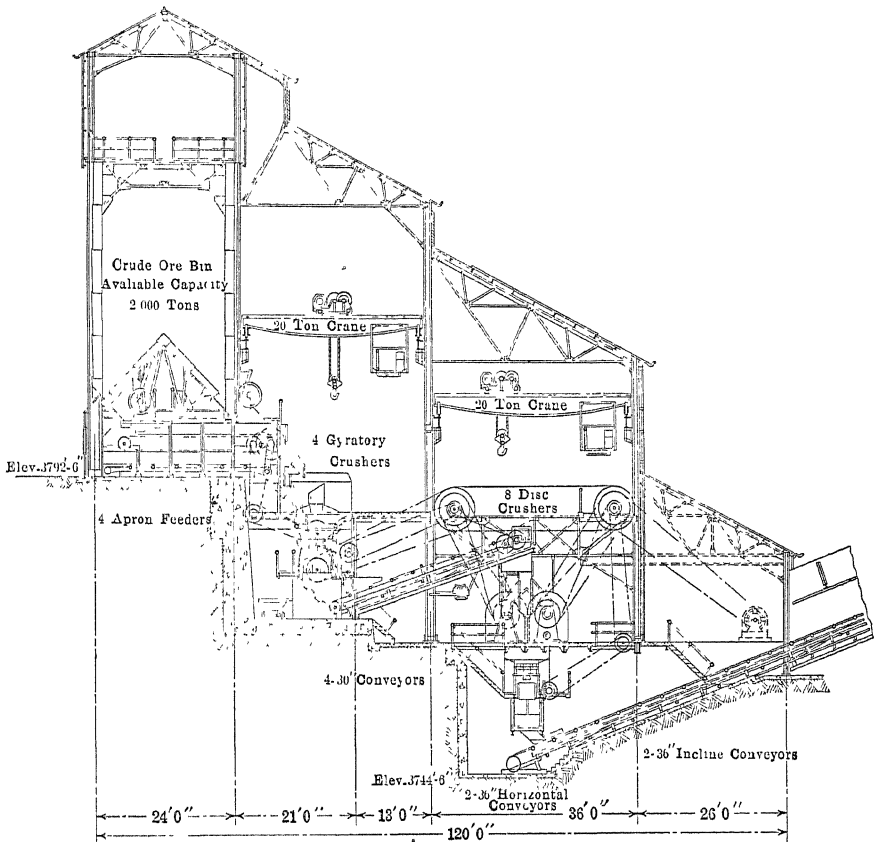 Crude Ore Bin
Avaliable Capacity
2 000 Tons
20 Ton Crane
20 Ton Crane
4 Gyratory
Crushers
Elev. 3792'-6"
8 Disc
Crushers
4 Apron Feeders
4-30" Conveyors
2-36" Incline Conveyors
Elev. 3744'-6"
2-36" Horizontal
Conveyors
24'0" 21'0" 13'0" 36'0" 26'0"
120'0"